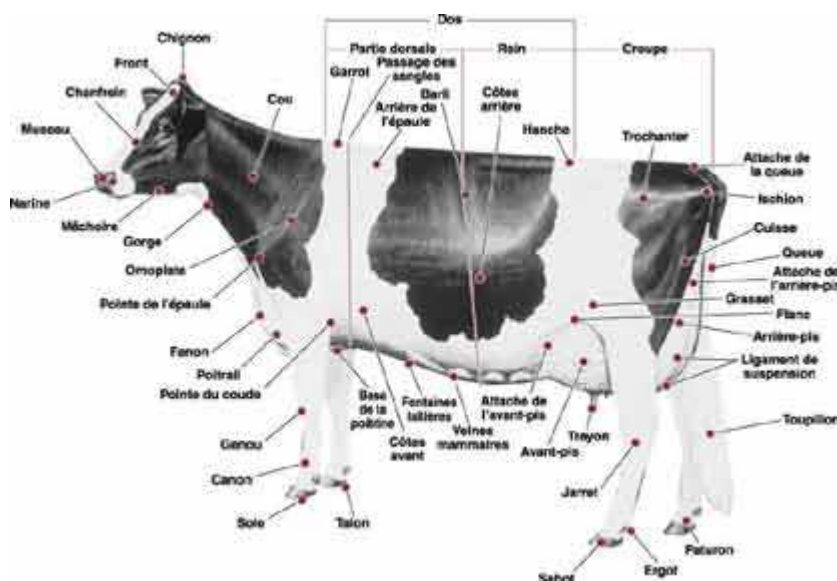 Dos
Chignon
Partie dorsale
Rein
Croupe
Front
Garrot
Passage des
sangles
Baril
Côtes
arrière
Chanfrein
Cou
Arrière de
l'épaule
Hanche
Trochanter
Museau
Attache de
la queue
Narine
Ischion
Mâchoire
Gorge
Cuisse
Omoplate
Queue
Pointe de l'épaule
Attache de
l'arrière-pis
Grasset
Flanc
Fanon
Arrière-pis
Poitrail
Ligament de
suspension
Pointe du coude
Base
de la
poitrine
Fontaines
laitières
Attache de
l'avant-pis
Genou
Côtes
avant
Veines
mammaires
Trayon
Avant-pis
Toupillon
Canon
Jarret
Sole
Talon
Paturon
Ergot
Sabot